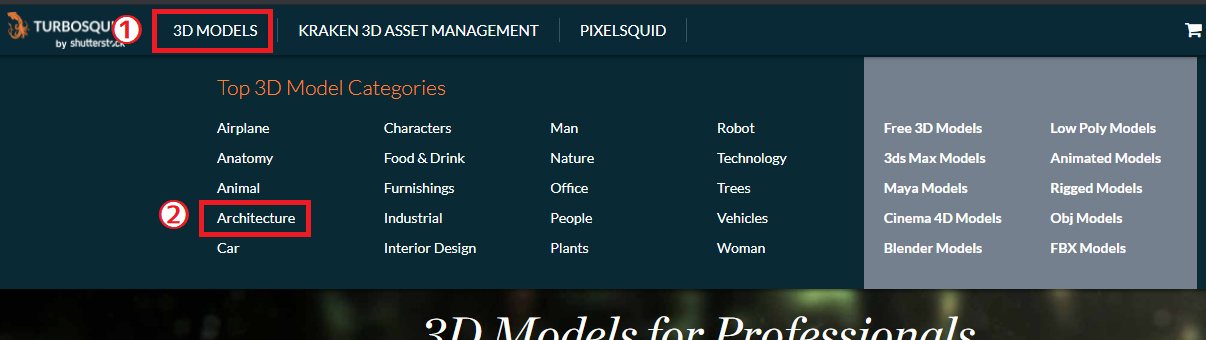 TURBOSQUI ① 3D MODELS KRAKEN 3D ASSET MANAGEMENT PIXELSQUID
by shutterstock
Top 3D Model Categories
Airplane Characters Man Robot Free 3D Models Low Poly Models
Anatomy Food & Drink Nature Technology 3ds Max Models Animated Models
Animal Furnishings Office Trees Maya Models Rigged Models
② Architecture Industrial People Vehicles Cinema 4D Models Obj Models
Car Interior Design Plants Woman Blender Models FBX Models
3D Models for Professionals